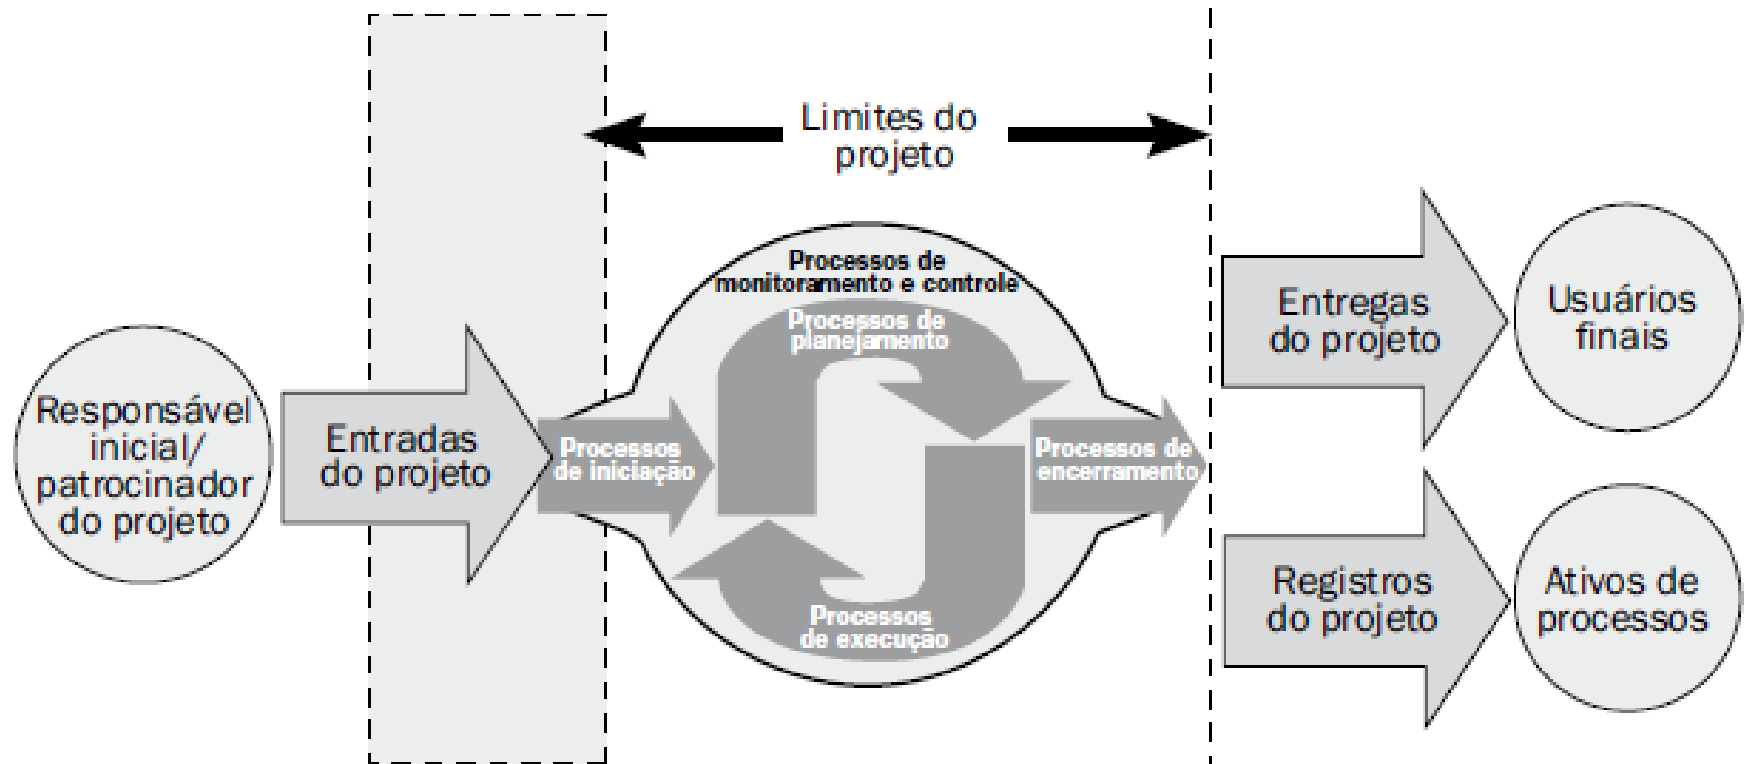 Limites do
projeto
Processos de
monitoramento e controle
Processos de
planejamento
Responsável
inicial/
patrocinador
do projeto
Entradas
do projeto
Processos
de iniciação
Processos de
encerramento
Processos
de execução
Entregas
do projeto
Usuários
finais
Registros
do projeto
Ativos de
processos